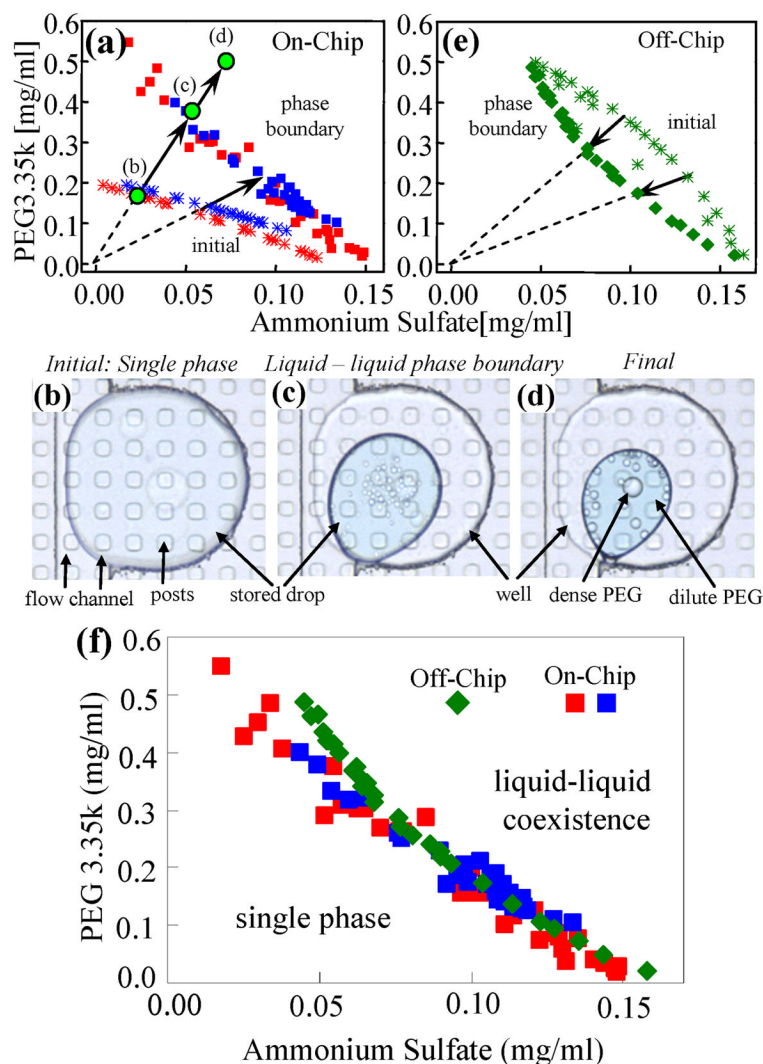 (a)
On-Chip
(d)
(c)
(b)
phase
boundary
initial
PEG3.35k [mg/ml]
0.6
0.5
0.4
0.3
0.2
0.1
0.0
0.00 0.05 0.10 0.15
(e)
Off-Chip
phase
boundary
initial
0.00 0.05 0.10 0.15
Ammonium Sulfate[mg/ml]
Initial: Single phase
Liquid – liquid phase boundary
Final
(b)
(c)
(d)
flow channel
posts
stored drop
well
dense PEG
dilute PEG
(f)
Off-Chip
On-Chip
liquid-liquid
coexistence
single phase
PEG 3.35k (mg/ml)
0.6
0.5
0.4
0.3
0.2
0.1
0.0
0.05 0.10 0.15
Ammonium Sulfate (mg/ml)